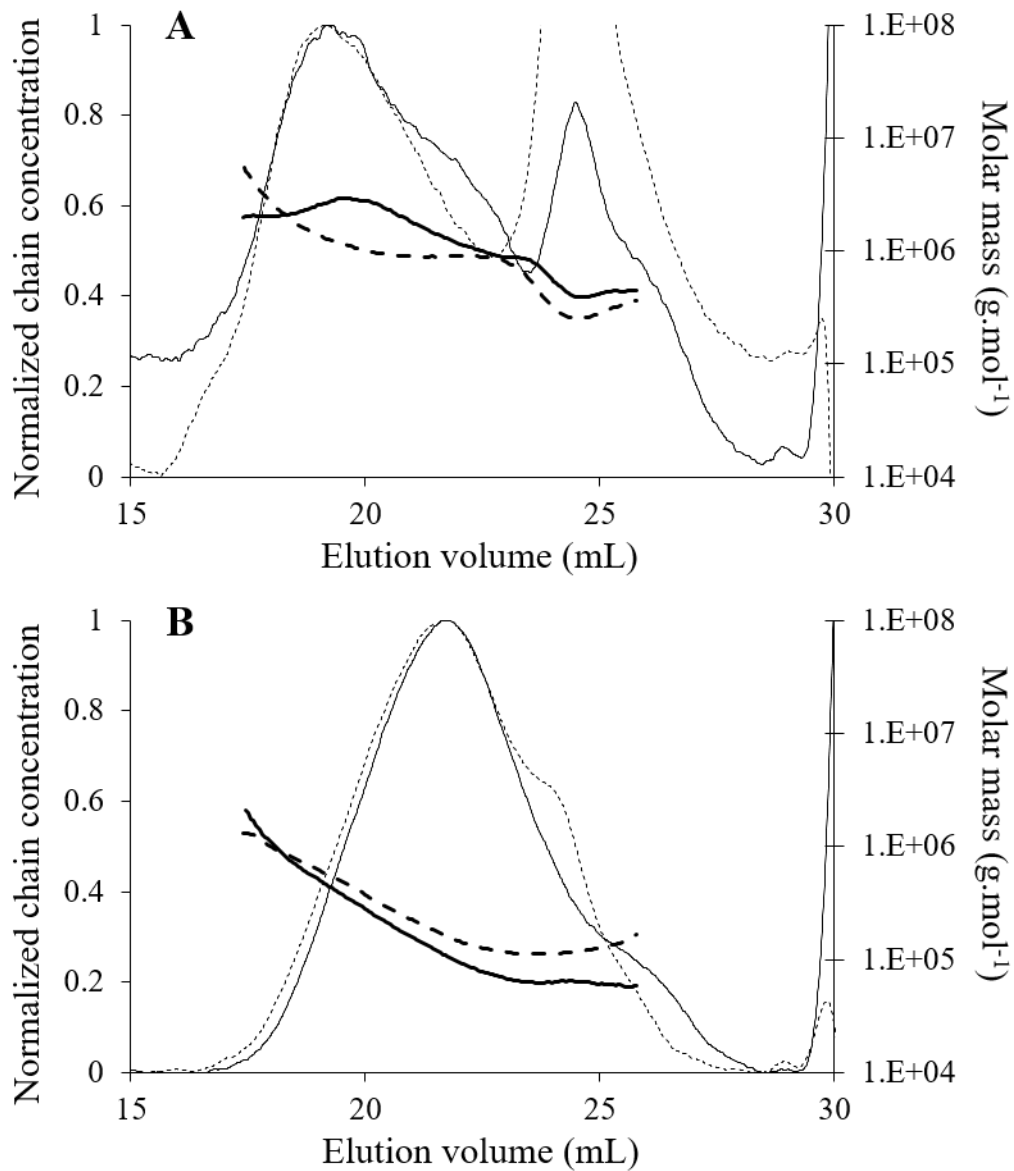 A
Normalized chain concentration
1
0.8
0.6
0.4
0.2
0
1.E+08
1.E+07
1.E+06
1.E+05
1.E+04
Molar mass (g.mol-1)
15 20 25 30
Elution volume (mL)
B
Normalized chain concentration
1
0.8
0.6
0.4
0.2
0
1.E+08
1.E+07
1.E+06
1.E+05
1.E+04
Molar mass (g.mol-1)
15 20 25 30
Elution volume (mL)